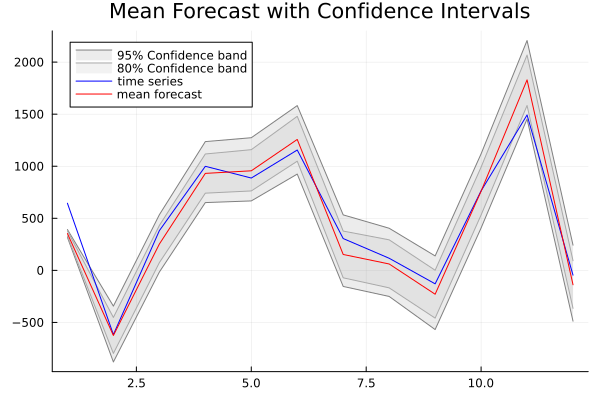 Mean Forecast with Confidence Intervals
95% Confidence band
80% Confidence band
time series
mean forecast
2000
1500
1000
500
0
−500
2.5
5.0
7.5
10.0